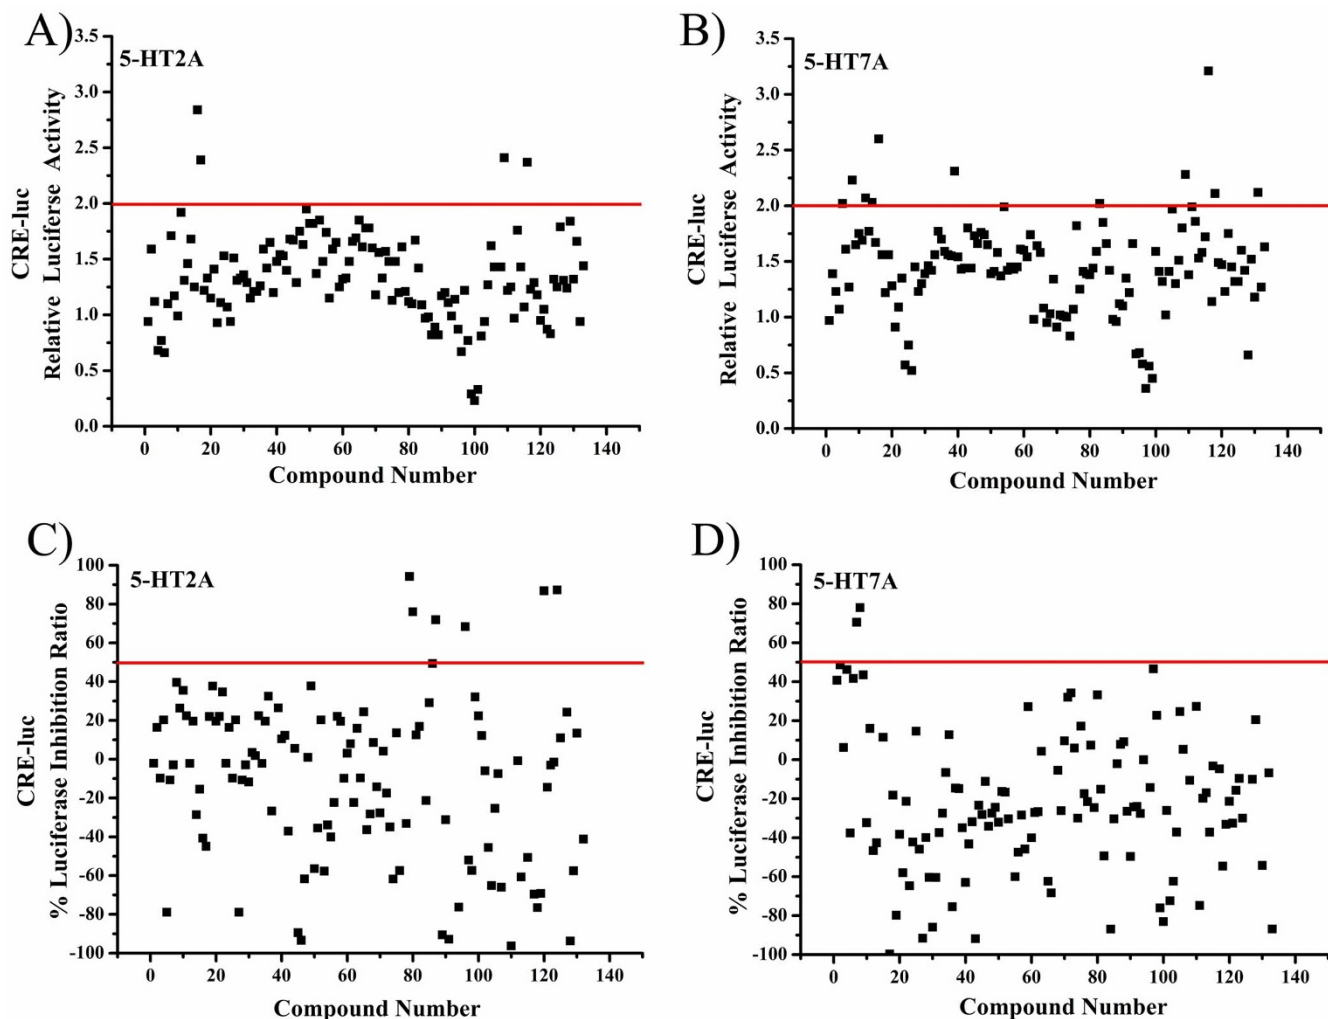 A)
5-HT2A
CRE-luc
Relative Luciferse Activity
3.5
3.0
2.5
2.0
1.5
1.0
0.5
0.0
0 20 40 60 80 100 120 140
Compound Number
B)
5-HT7A
CRE-luc
Relative Luciferse Activity
3.5
3.0
2.5
2.0
1.5
1.0
0.5
0.0
0 20 40 60 80 100 120 140
Compound Number
C)
5-HT2A
CRE-luc
% Luciferase Inhibition Ratio
100
80
60
40
20
0
-20
-40
-60
-80
-100
0 20 40 60 80 100 120 140
Compound Number
D)
5-HT7A
CRE-luc
% Luciferase Inhibition Ratio
100
80
60
40
20
0
-20
-40
-60
-80
-100
0 20 40 60 80 100 120 140
Compound Number